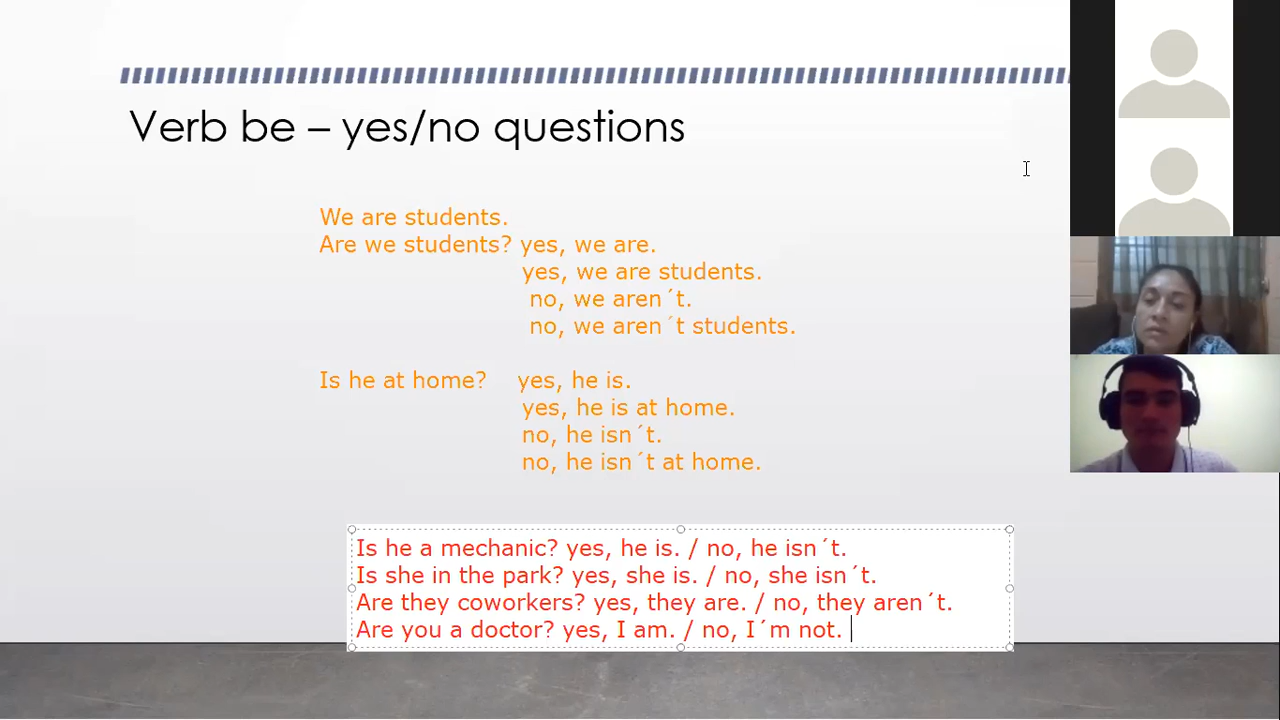 Verb be – yes/no questions
We are students.
Are we students? yes, we are.
yes, we are students.
no, we aren´t.
no, we aren´t students.
Is he at home? yes, he is.
yes, he is at home.
no, he isn´t.
no, he isn´t at home.
Is he a mechanic? yes, he is. / no, he isn´t.
Is she in the park? yes, she is. / no, she isn´t.
Are they coworkers? yes, they are. / no, they aren´t.
Are you a doctor? yes, I am. / no, I´m not.